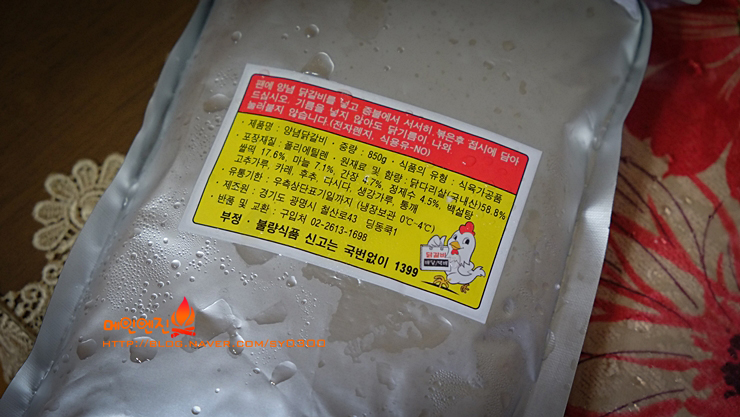 팬에 양념 닭갈비를 넣고 중불에서 서서히 볶은후 접시에 담아
드십시오. 기름을 넣지 않아도 닭기름이 나와
눌러붙지 않습니다.(전자렌지, 식용유-NO)
· 제품명 : 양념닭갈비 · 중량 : 850g · 식품의 유형 : 식육가공품
· 포장재질 : 폴리에틸렌 · 원재료 및 함량 : 닭다리살(국내산)58.8%
쌀떡 17.6%, 마늘 7.1%, 간장 4.7%, 정제수 4.5%, 백설탕
고추가루, 카레, 후추, 다시다, 생강가루, 통깨
· 유통기한 : 우측상단표기일까지 (냉장보관 0℃-4℃)
· 제조원 : 경기도 광명시 철산로43 딩동쿡1
· 반품 및 교환 : 구입처 02-2613-1698
부정 · 불량식품 신고는 국번없이 1399
닭갈비
HTTP://BLOG.NAVER.COM/